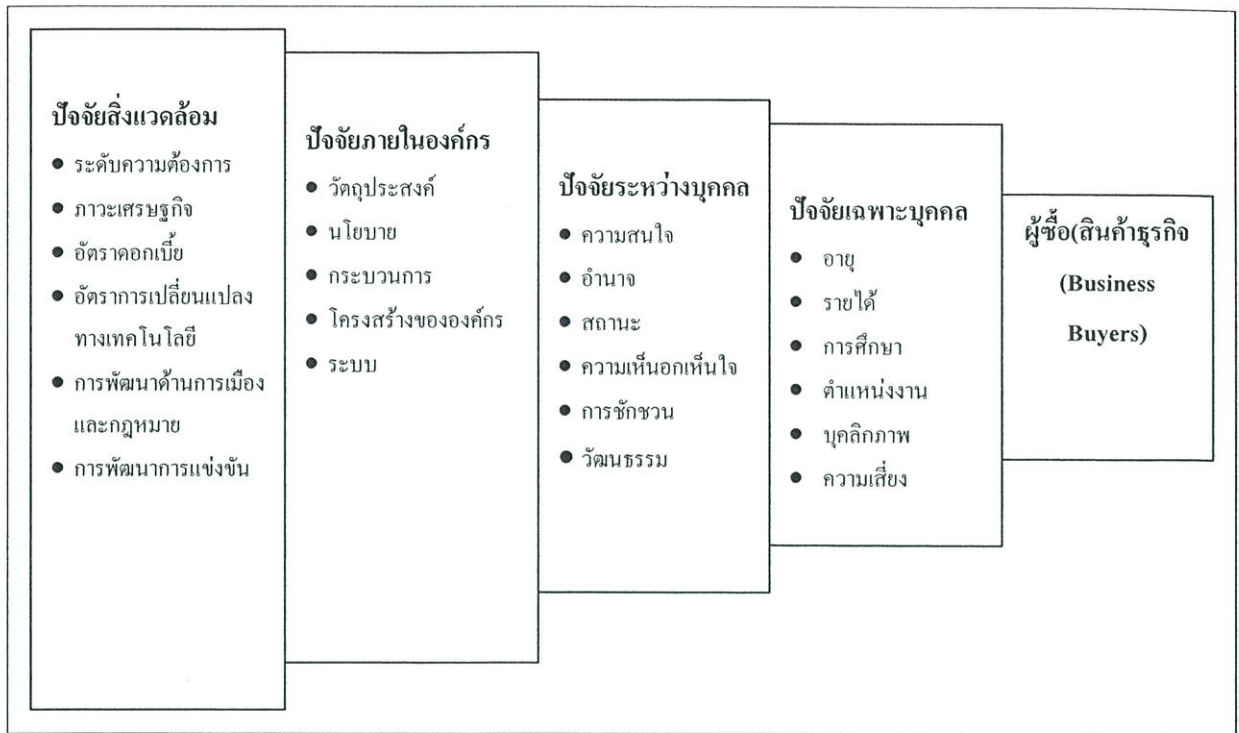 ปัจจัยสิ่งแวดล้อม
● ระดับความต้องการ
● ภาวะเศรษฐกิจ
● อัตราดอกเบี้ย
● อัตราการเปลี่ยนแปลง
ทางเทคโนโลยี
● การพัฒนาด้านการเมือง
และกฎหมาย
● การพัฒนาการแข่งขัน
ปัจจัยภายในองค์กร
● วัตถุประสงค์
● นโยบาย
● กระบวนการ
● โครงสร้างขององค์กร
● ระบบ
ปัจจัยระหว่างบุคคล
● ความสนใจ
● อำนาจ
● สถานะ
● ความเห็นอกเห็นใจ
● การชักชวน
● วัฒนธรรม
ปัจจัยเฉพาะบุคคล
● อายุ
● รายได้
● การศึกษา
● ตำแหน่งงาน
● บุคลิกภาพ
● ความเสี่ยง
ผู้ซื้อ(สินค้าธุรกิจ
(Business
Buyers)